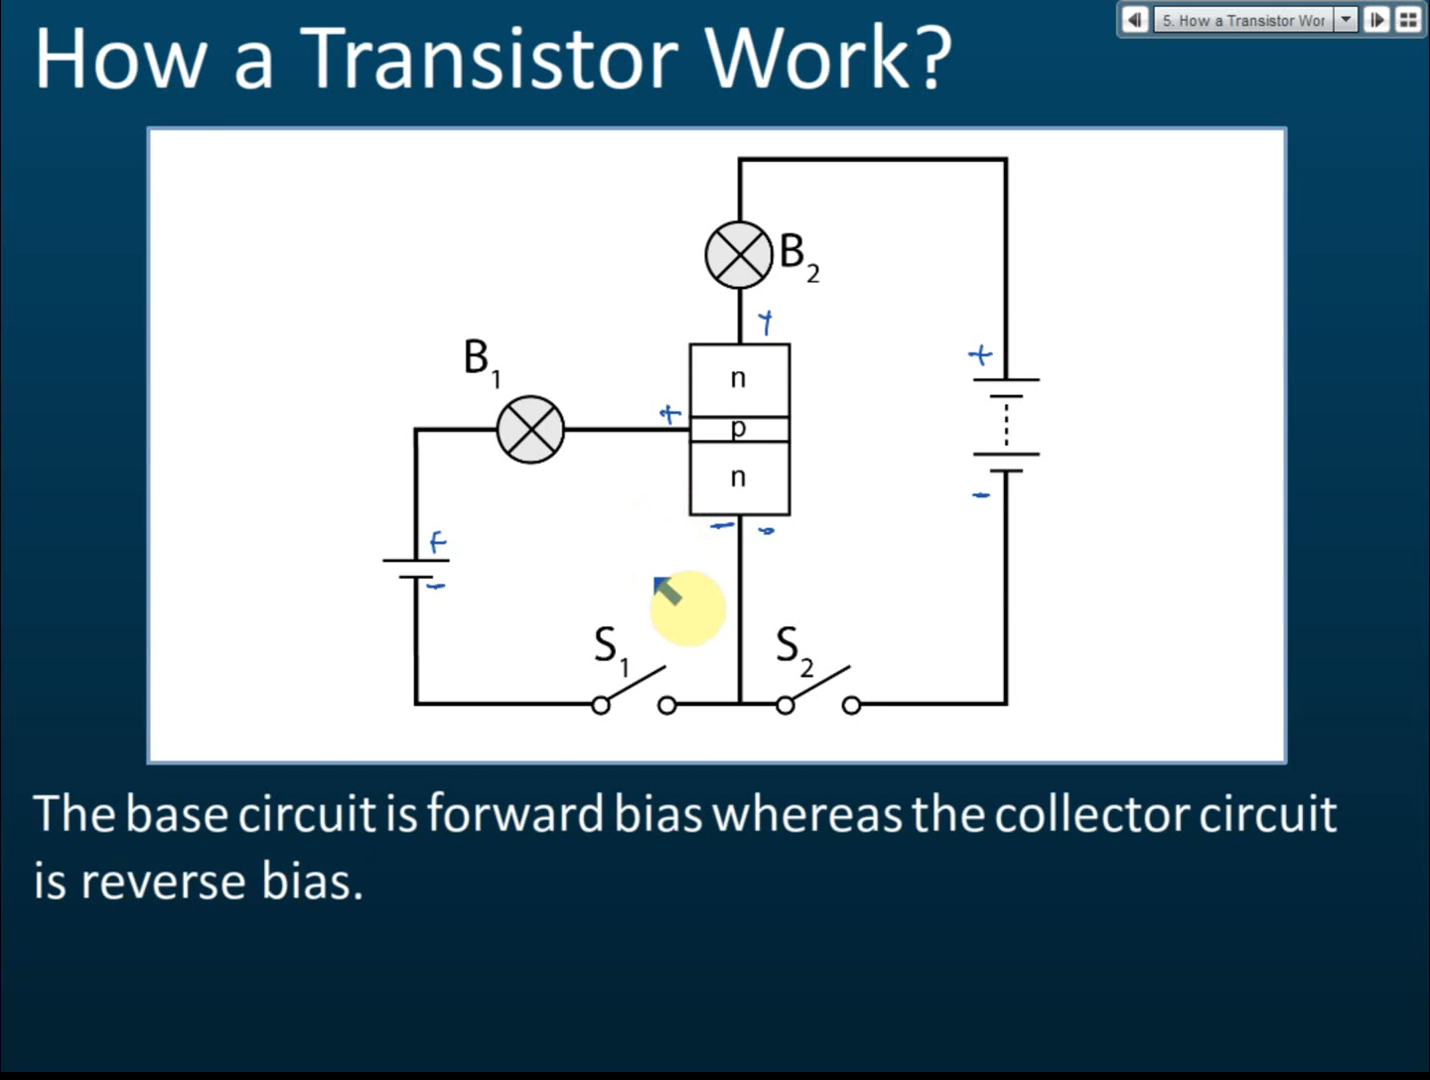 5. How a Transistor Wor
How a Transistor Work?
B2
+
B1
+
+
n
p
n
-
-
+
-
-
S1
S2
The base circuit is forward bias whereas the collector circuit
is reverse bias.